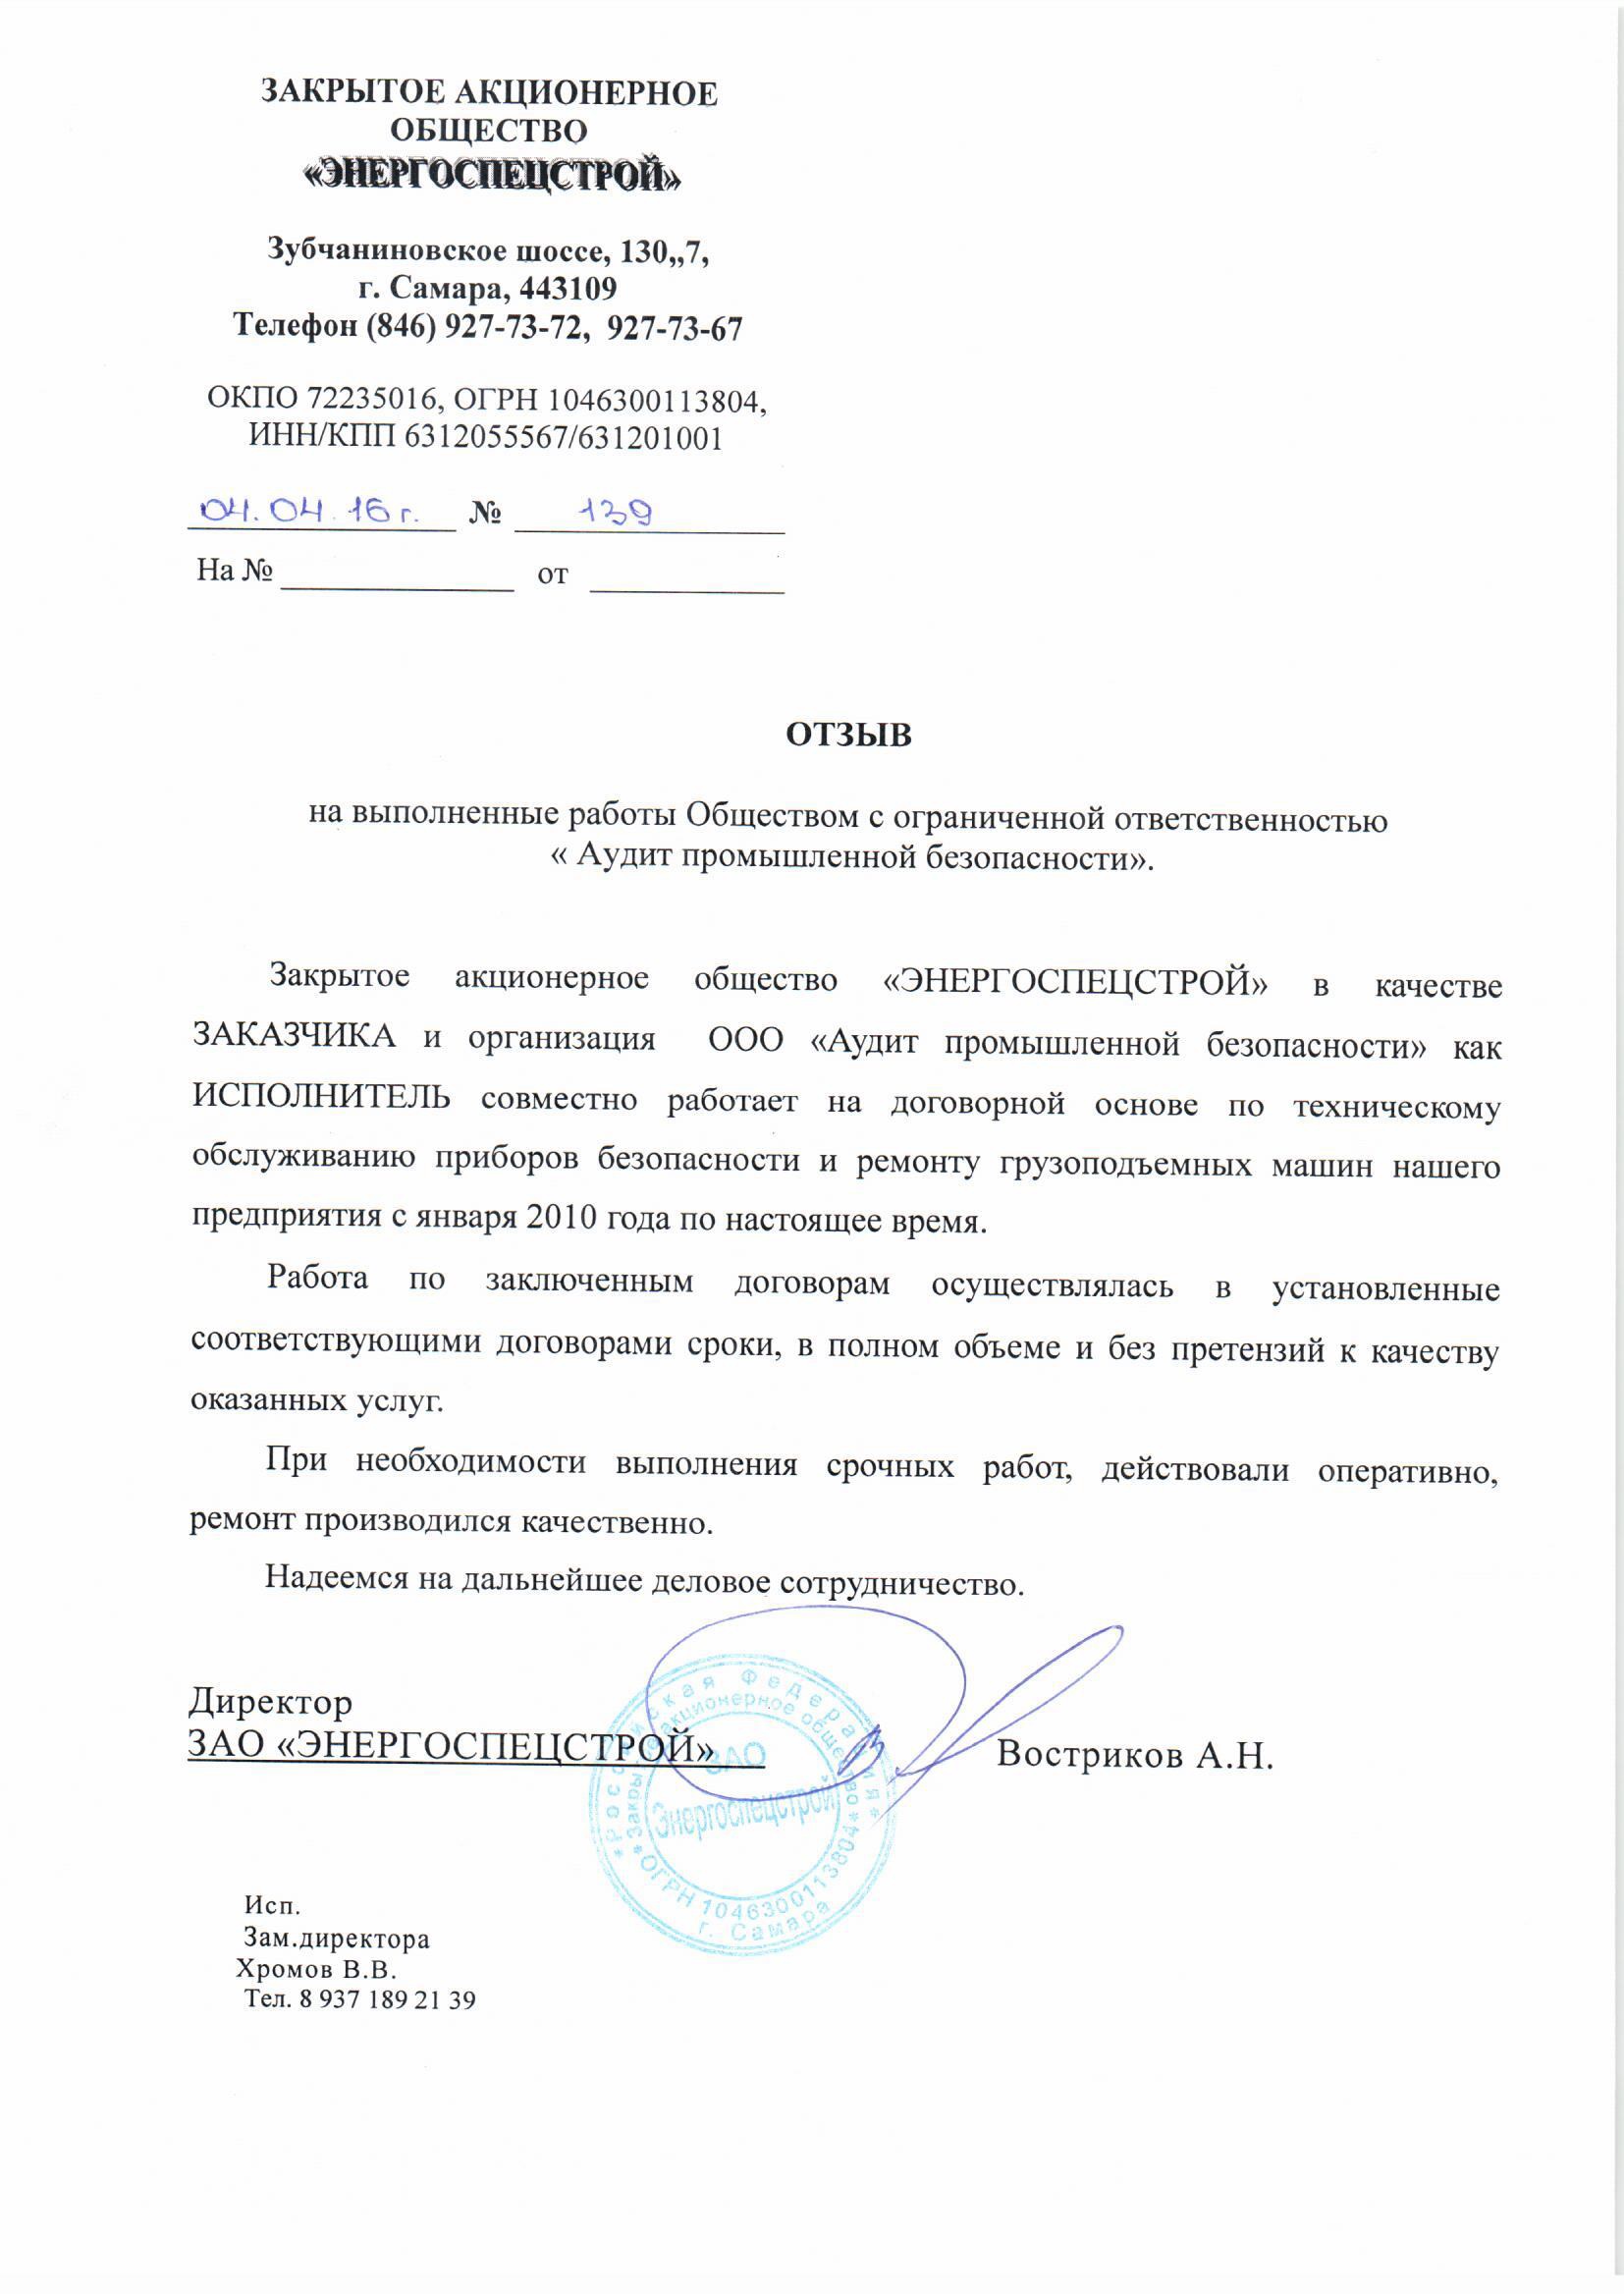 ЗАКРЫТОЕ АКЦИОНЕРНОЕ
ОБЩЕСТВО
«ЭНЕРГОСПЕЦСТРОЙ»
Зубчаниновское шоссе, 130,,7,
г. Самара, 443109
Телефон (846) 927-73-72, 927-73-67
ОКПО 72235016, ОГРН 1046300113804,
ИНН/КПП 6312055567/631201001
04.04.16 г. № 139
На № от
ОТЗЫВ
на выполненные работы Обществом с ограниченной ответственностью
« Аудит промышленной безопасности».
Закрытое акционерное общество «ЭНЕРГОСПЕЦСТРОЙ» в качестве
ЗАКАЗЧИКА и организация ООО «Аудит промышленной безопасности» как
ИСПОЛНИТЕЛЬ совместно работает на договорной основе по техническому
обслуживанию приборов безопасности и ремонту грузоподъемных машин нашего
предприятия с января 2010 года по настоящее время.
Работа по заключенным договорам осуществлялась в установленные
соответствующими договорами сроки, в полном объеме и без претензий к качеству
оказанных услуг.
При необходимости выполнения срочных работ, действовали оперативно,
ремонт производился качественно.
Надеемся на дальнейшее деловое сотрудничество.
Директор
ЗАО «ЭНЕРГОСПЕЦСТРОЙ» Востриков А.Н.
*Российская Федерация*
*Закрытое акционерное общество*
ЗАО
Энергоспецстрой
ОГРН 1046300113804
г. Самара
Исп.
Зам.директора
Хромов В.В.
Тел. 8 937 189 21 39